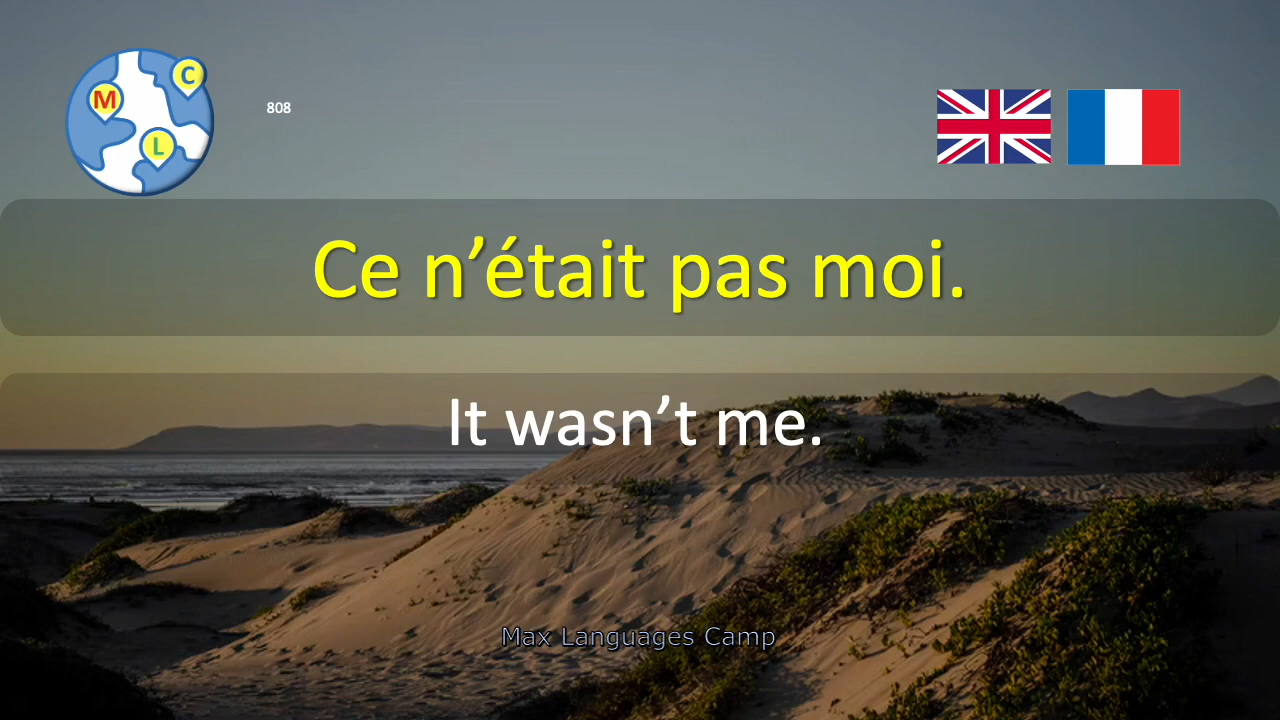 M
C
L
808
Ce n’était pas moi.
It wasn’t me.
Max Languages Camp